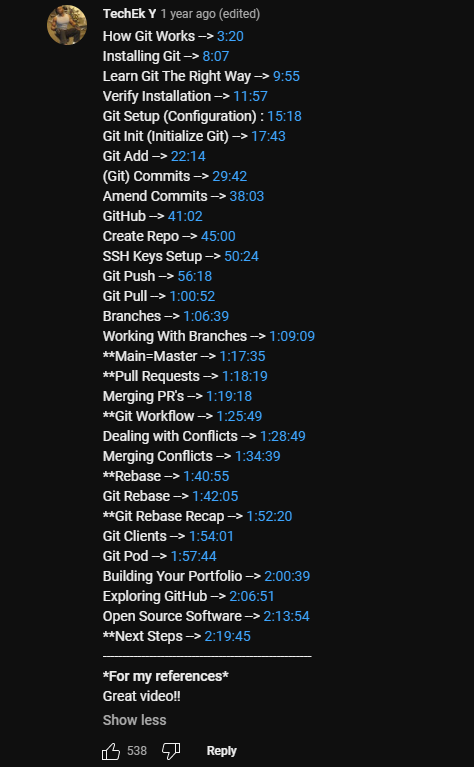 TechEk Y 1 year ago (edited)
How Git Works --> 3:20
Installing Git --> 8:07
Learn Git The Right Way --> 9:55
Verify Installation --> 11:57
Git Setup (Configuration) : 15:18
Git Init (Initialize Git) --> 17:43
Git Add --> 22:14
(Git) Commits --> 29:42
Amend Commits --> 38:03
GitHub --> 41:02
Create Repo --> 45:00
SSH Keys Setup --> 50:24
Git Push --> 56:18
Git Pull --> 1:00:52
Branches --> 1:06:39
Working With Branches --> 1:09:09
**Main=Master --> 1:17:35
**Pull Requests --> 1:18:19
Merging PR's --> 1:19:18
**Git Workflow --> 1:25:49
Dealing with Conflicts --> 1:28:49
Merging Conflicts --> 1:34:39
**Rebase --> 1:40:55
Git Rebase --> 1:42:05
**Git Rebase Recap --> 1:52:20
Git Clients --> 1:54:01
Git Pod --> 1:57:44
Building Your Portfolio --> 2:00:39
Exploring GitHub --> 2:06:51
Open Source Software --> 2:13:54
**Next Steps --> 2:19:45
*For my references*
Great video!!
Show less
538 Reply